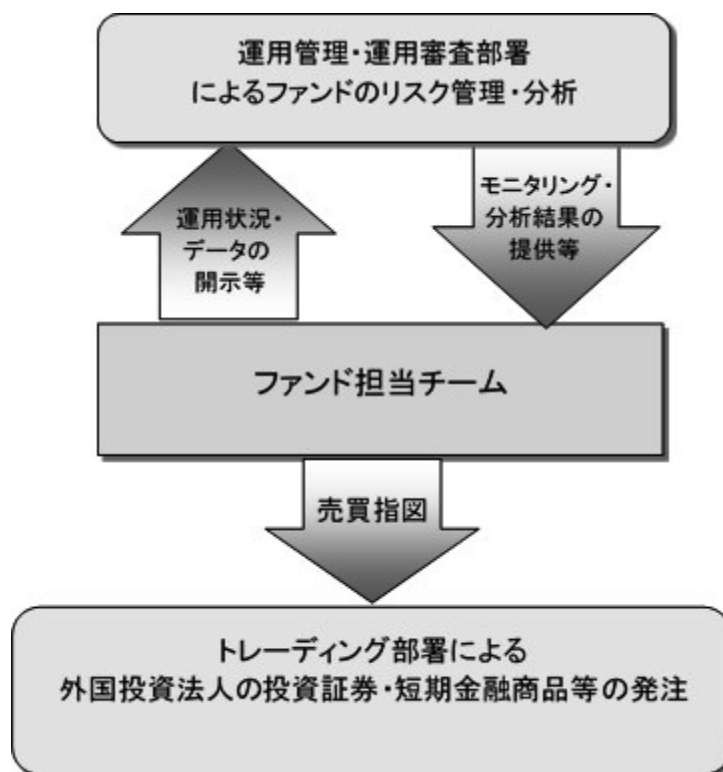 運用管理・運用審査部署
によるファンドのリスク管理・分析
運用状況・
データの
開示等
モニタリング・
分析結果の
提供等
ファンド担当チーム
売買指図
トレーディング部署による
外国投資法人の投資証券・短期金融商品等の発注